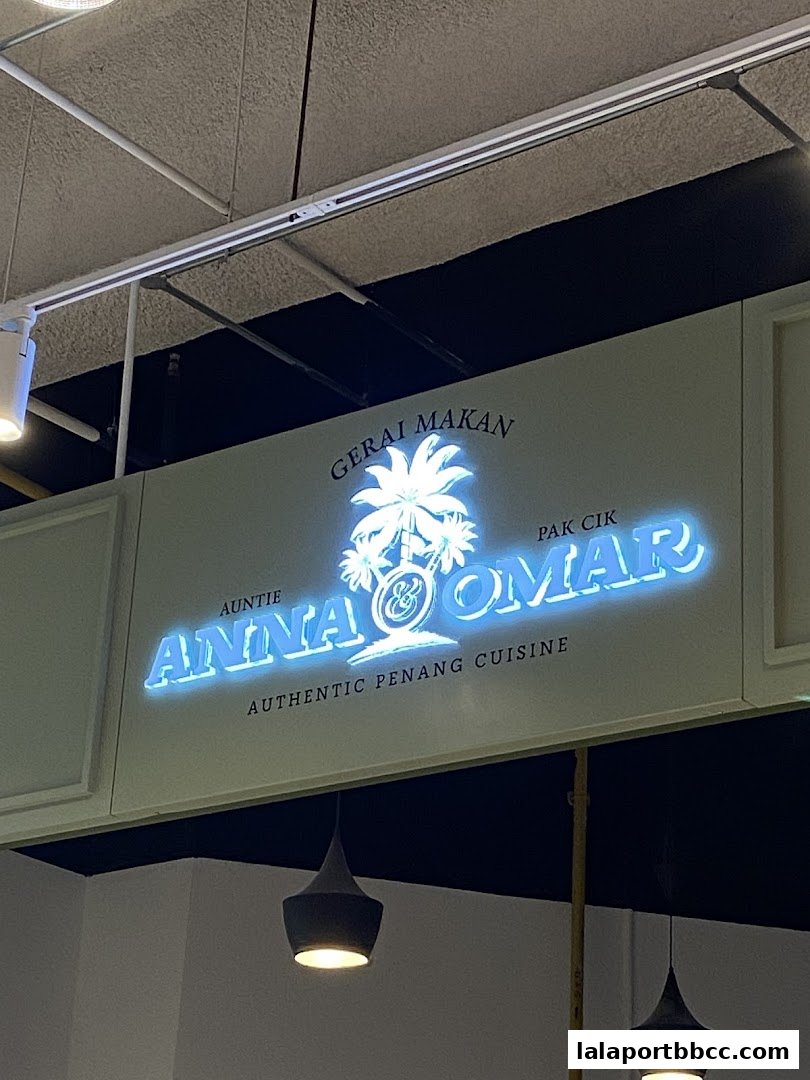 GERAI MAKAN
AUNTIE
ANNA & OMAR
PAK CIK
AUTHENTIC PENANG CUISINE
lalaportbbcc.com